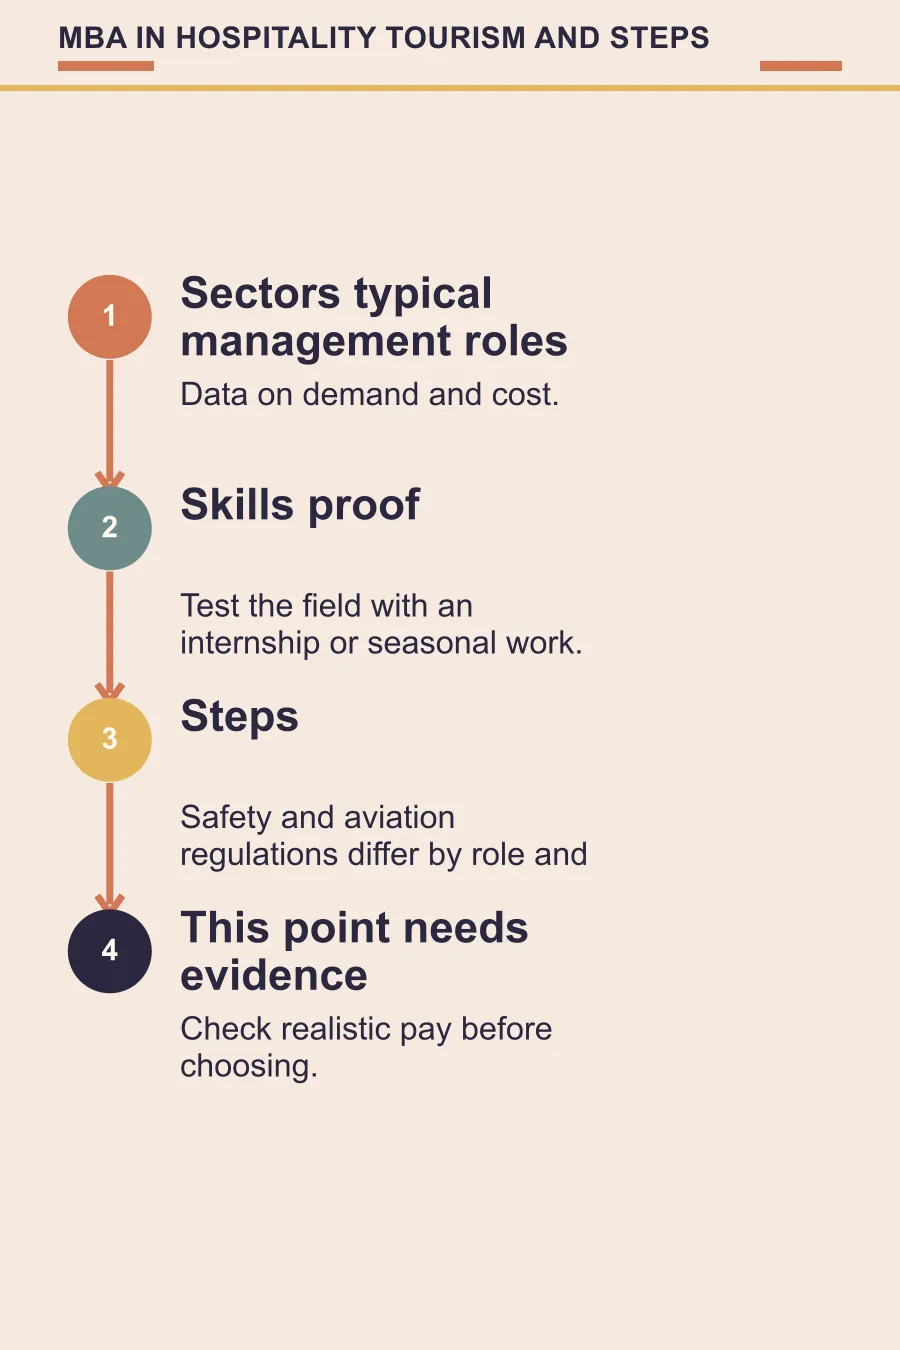 MBA IN HOSPITALITY TOURISM AND STEPS
1
Sectors typical
management roles
Data on demand and cost.
2
Skills proof
Test the field with an
internship or seasonal work.
3
Steps
Safety and aviation
regulations differ by role and
4
This point needs
evidence
Check realistic pay before
choosing.